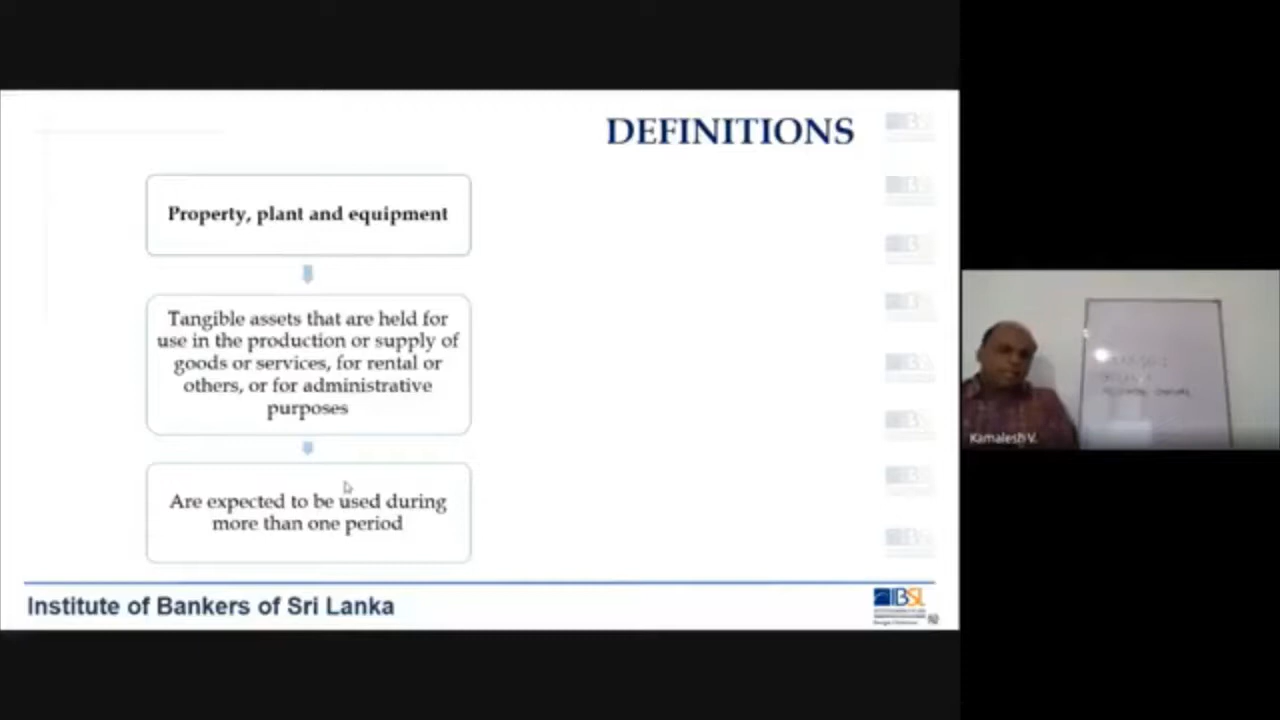 DEFINITIONS
Property, plant and equipment
Tangible assets that are held for
use in the production or supply of
goods or services, for rental or
others, or for administrative
purposes
Are expected to be used during
more than one period
Institute of Bankers of Sri Lanka
IBSL
Kamalesh V.